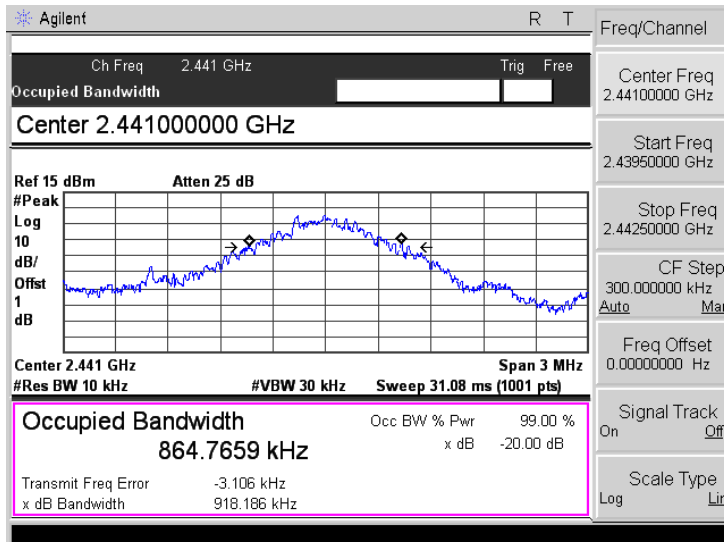 Agilent
R T
Ch Freq 2.441 GHz Trig Free
Occupied Bandwidth
Center 2.441000000 GHz
Ref 15 dBm Atten 25 dB
#Peak
Log
10
dB/
Offst
1
dB
Center 2.441 GHz Span 3 MHz
#Res BW 10 kHz #VBW 30 kHz Sweep 31.08 ms (1001 pts)
Occupied Bandwidth
864.7659 kHz
Occ BW % Pwr 99.00 %
x dB -20.00 dB
Transmit Freq Error -3.106 kHz
x dB Bandwidth 918.186 kHz
Freq/Channel
Center Freq
2.44100000 GHz
Start Freq
2.43950000 GHz
Stop Freq
2.44250000 GHz
CF Step
300.000000 kHz
Auto Man
Freq Offset
0.00000000 Hz
Signal Track
On Off
Scale Type
Log Lin